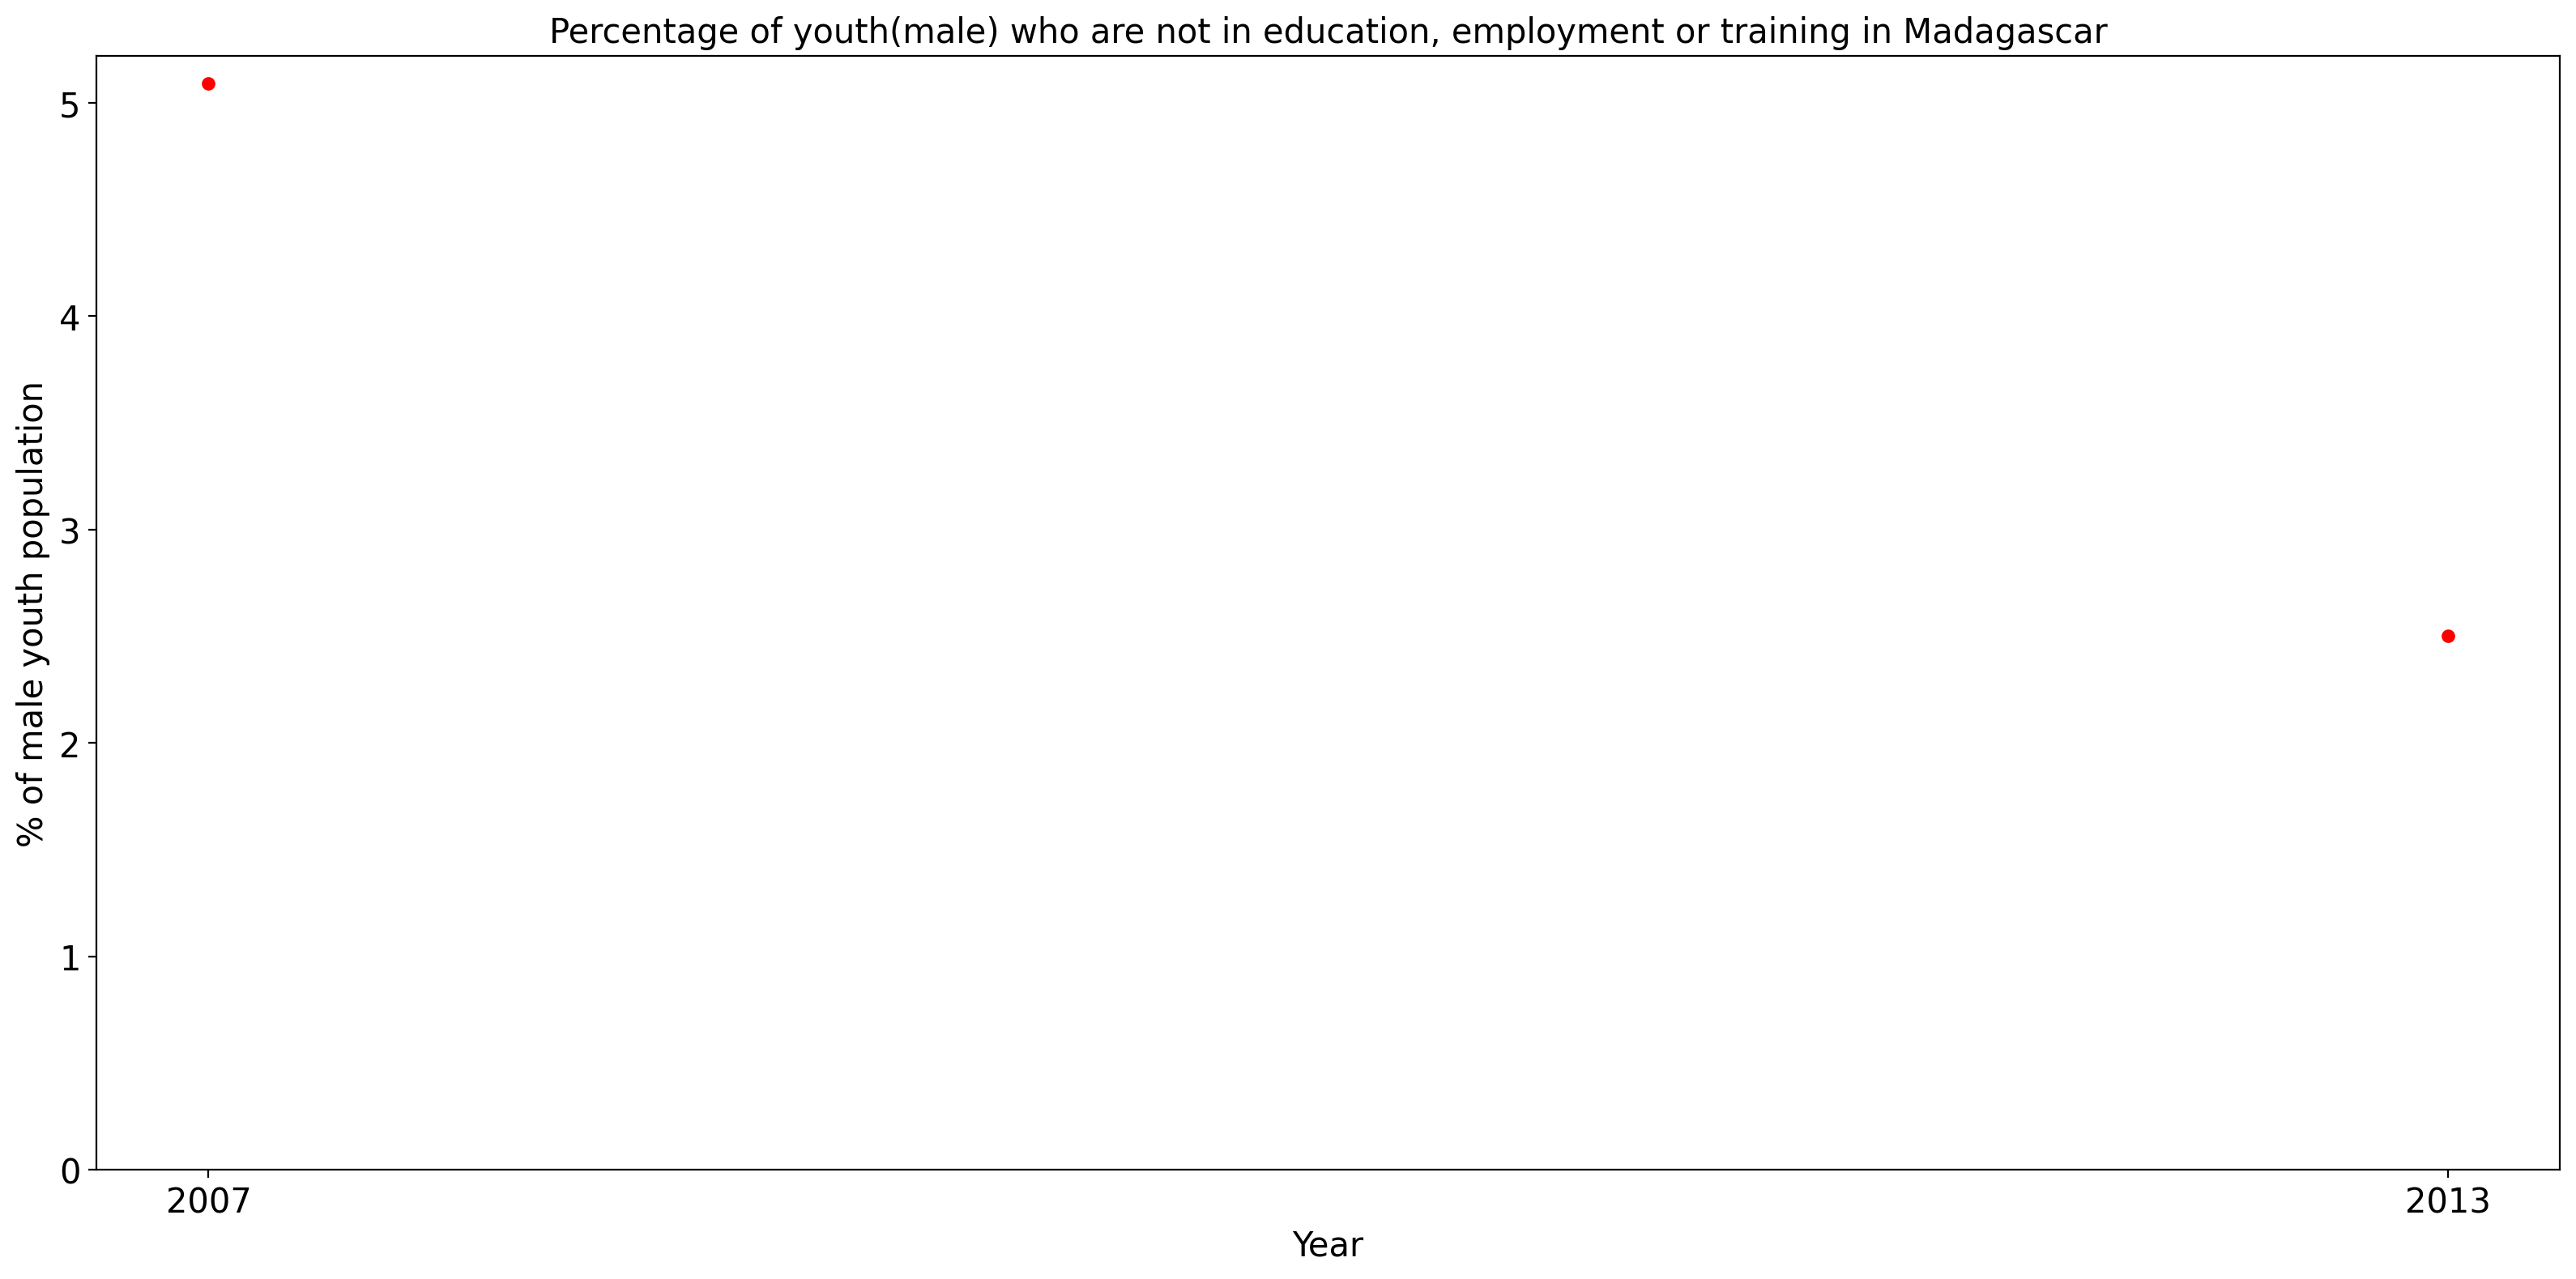 Percentage of youth(male) who are not in education, employment or training in Madagascar
% of male youth population
5
4
3
2
1
0
2007
2013
Year